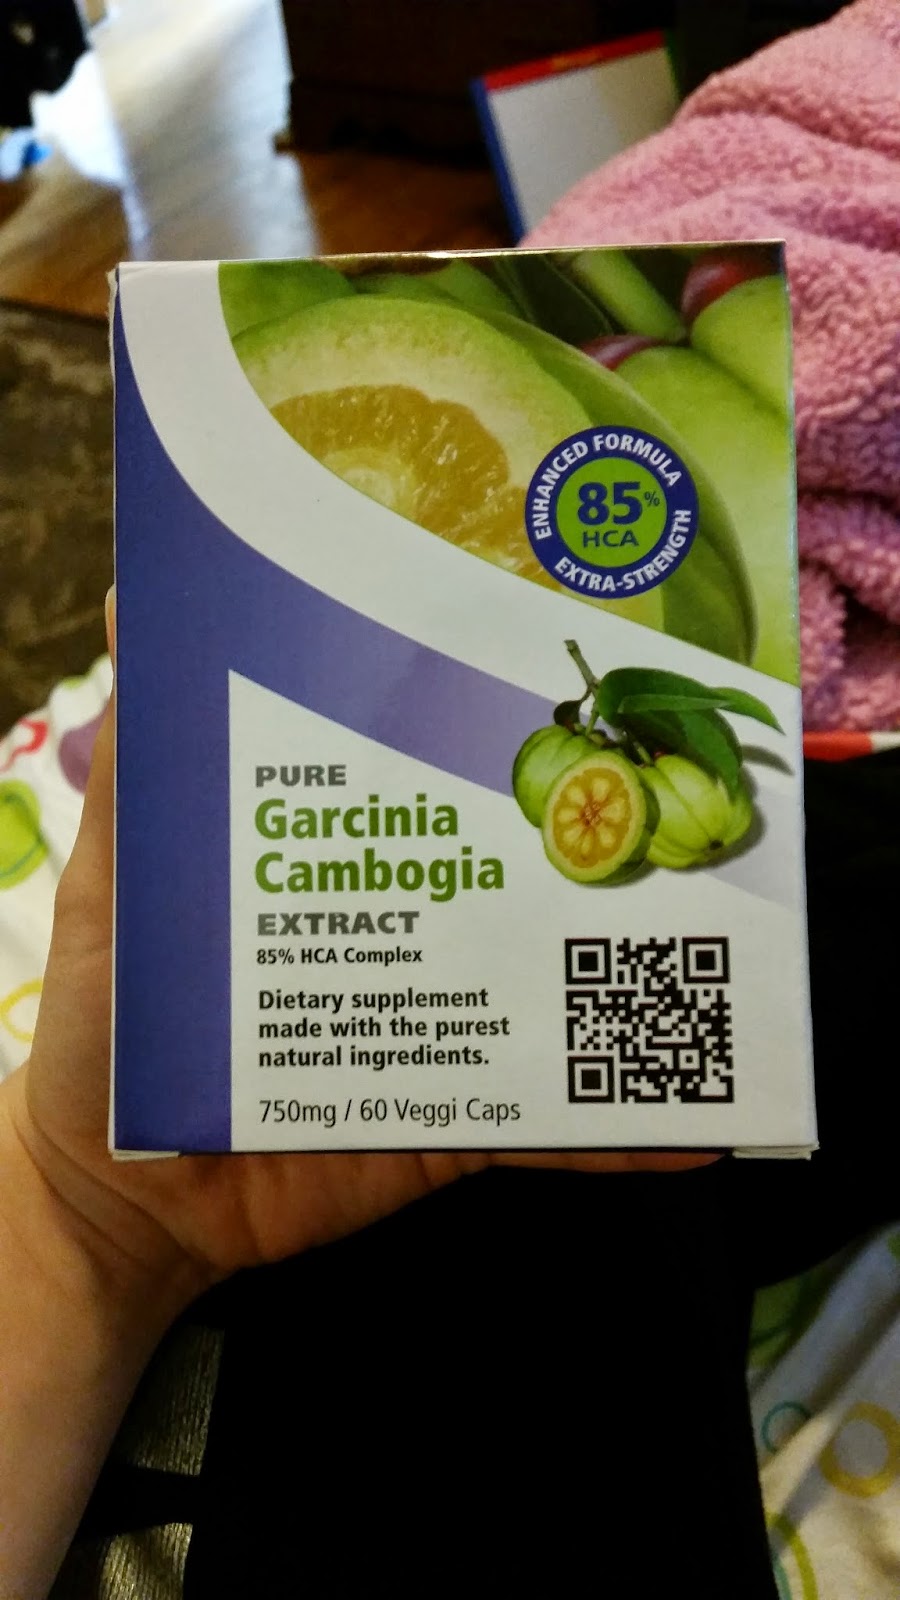 ENHANCED FORMULA
85%
HCA
EXTRA-STRENGTH
PURE
Garcinia
Cambogia
EXTRACT
85% HCA Complex
Dietary supplement
made with the purest
natural ingredients.
750mg / 60 Veggi Caps